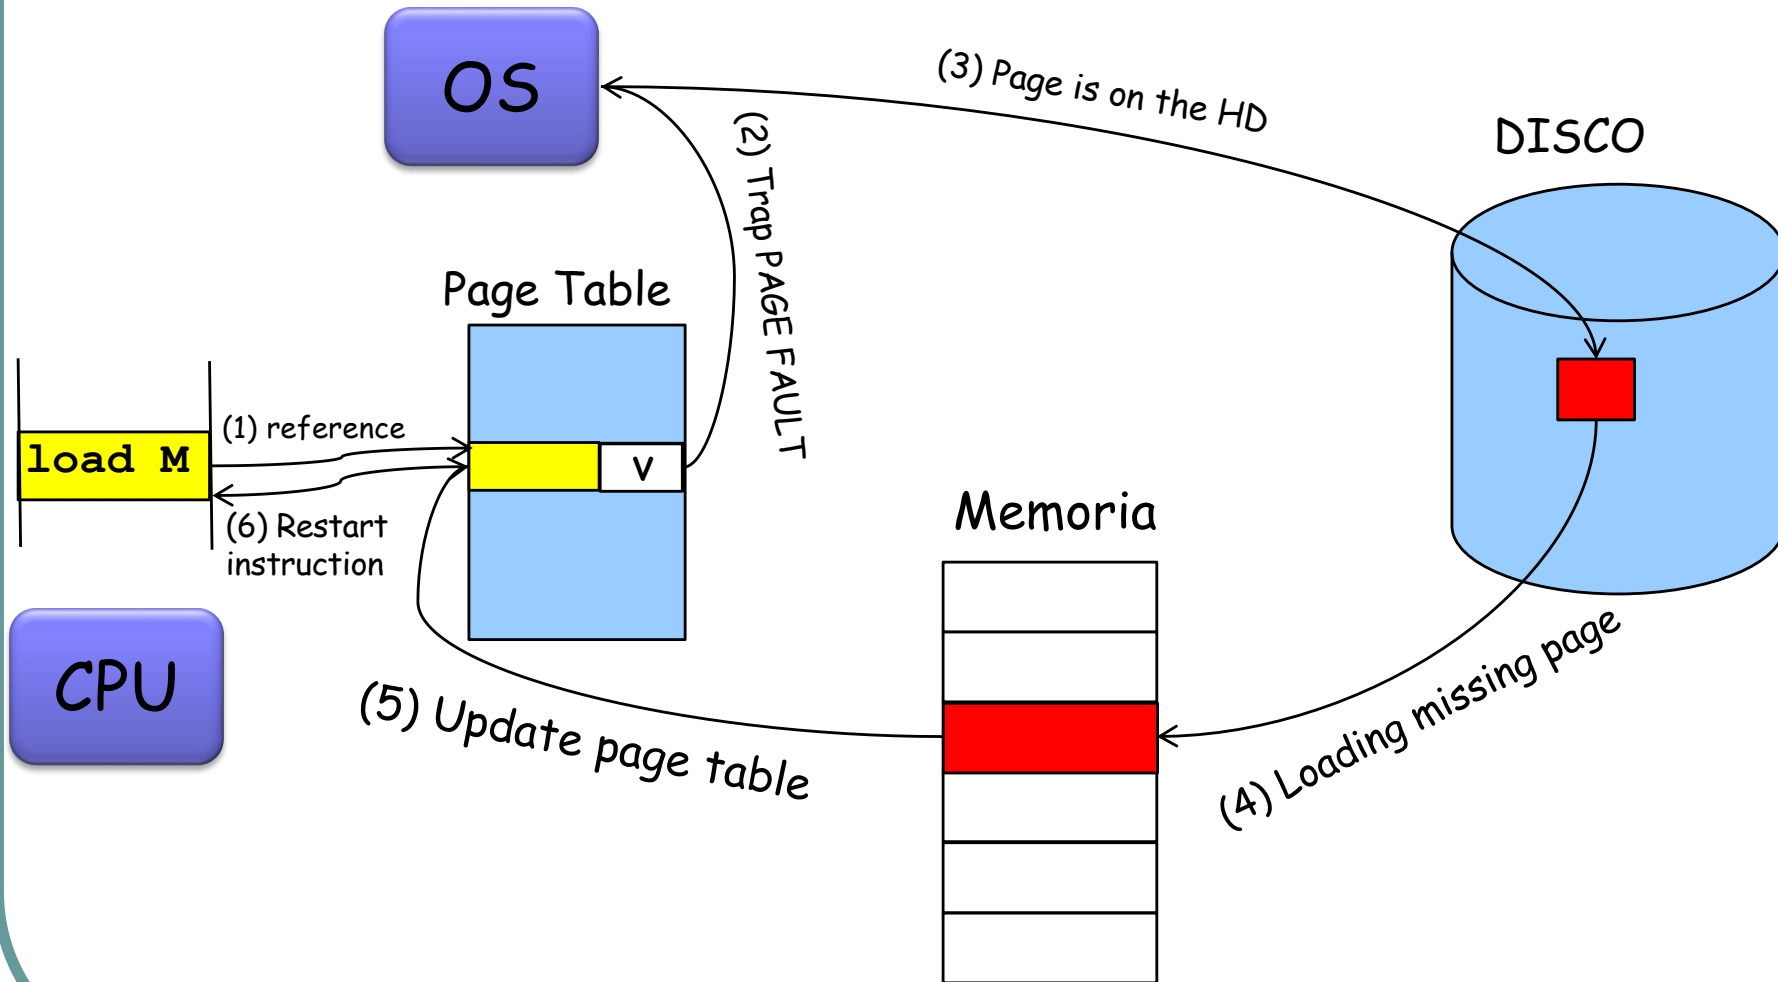 OS
(3) Page is on the HD
DISCO
(2) Trap PAGE FAULT
Page Table
(1) reference
load M
v
(6) Restart
instruction
Memoria
CPU
(5) Update page table
(4) Loading missing page